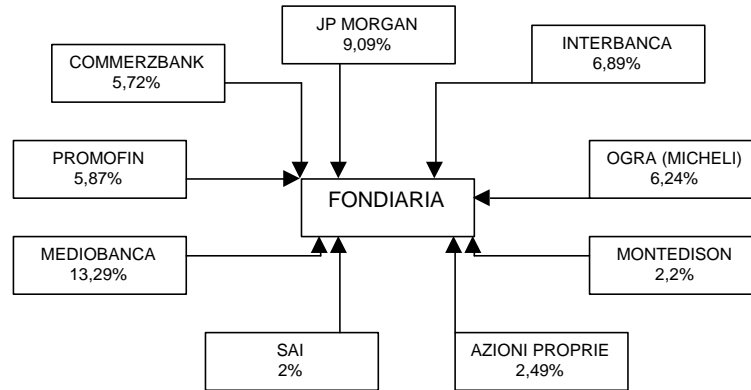 JP MORGAN
9,09%
COMMERZBANK
5,72%
INTERBANCA
6,89%
PROMOFIN
5,87%
FONDIARIA
OGRA (MICHELI)
6,24%
MEDIOBANCA
13,29%
MONTEDISON
2,2%
SAI
2%
AZIONI PROPRIE
2,49%